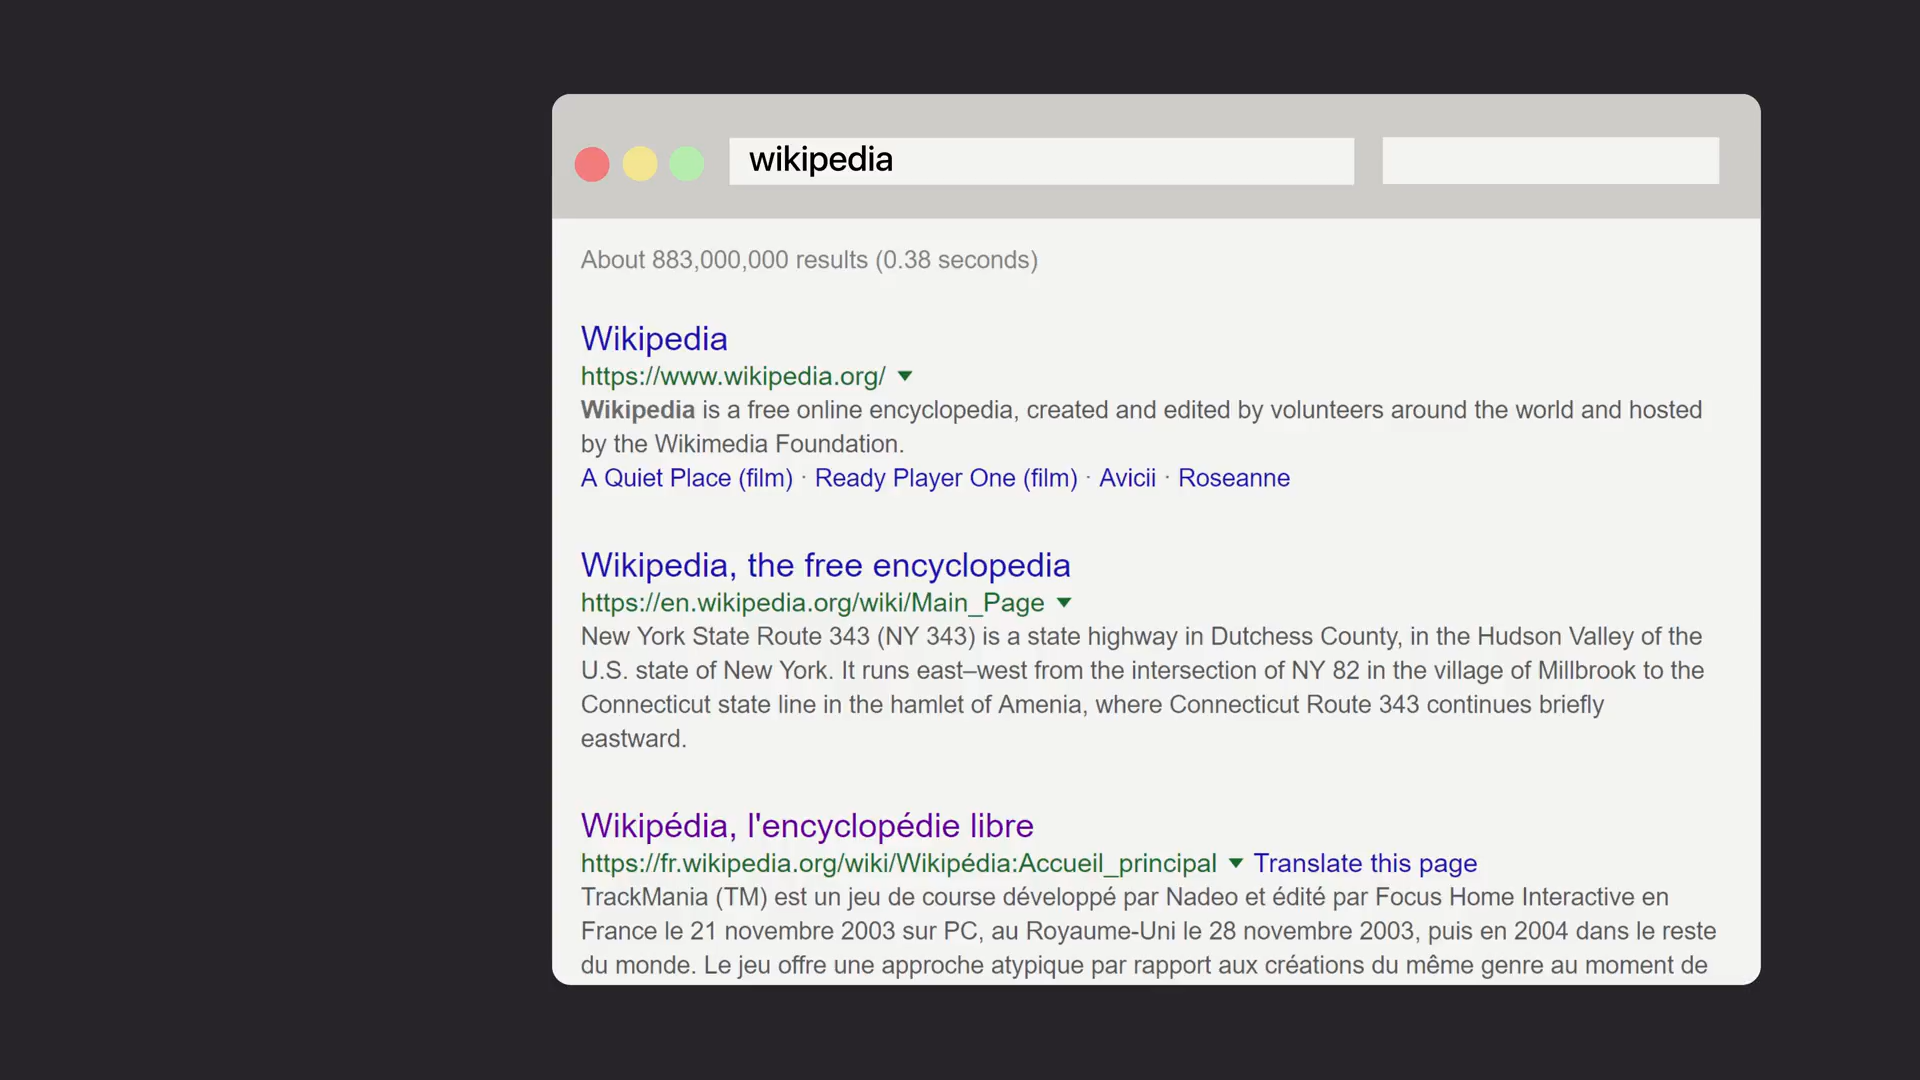 wikipedia
About 883,000,000 results (0.38 seconds)
Wikipedia
https://www.wikipedia.org/
Wikipedia is a free online encyclopedia, created and edited by volunteers around the world and hosted
by the Wikimedia Foundation.
A Quiet Place (film) · Ready Player One (film) · Avicii · Roseanne
Wikipedia, the free encyclopedia
https://en.wikipedia.org/wiki/Main_Page
New York State Route 343 (NY 343) is a state highway in Dutchess County, in the Hudson Valley of the
U.S. state of New York. It runs east–west from the intersection of NY 82 in the village of Millbrook to the
Connecticut state line in the hamlet of Amenia, where Connecticut Route 343 continues briefly
eastward.
Wikipédia, l'encyclopédie libre
https://fr.wikipedia.org/wiki/Wikipédia:Accueil_principal Translate this page
TrackMania (TM) est un jeu de course développé par Nadeo et édité par Focus Home Interactive en
France le 21 novembre 2003 sur PC, au Royaume-Uni le 28 novembre 2003, puis en 2004 dans le reste
du monde. Le jeu offre une approche atypique par rapport aux créations du même genre au moment de